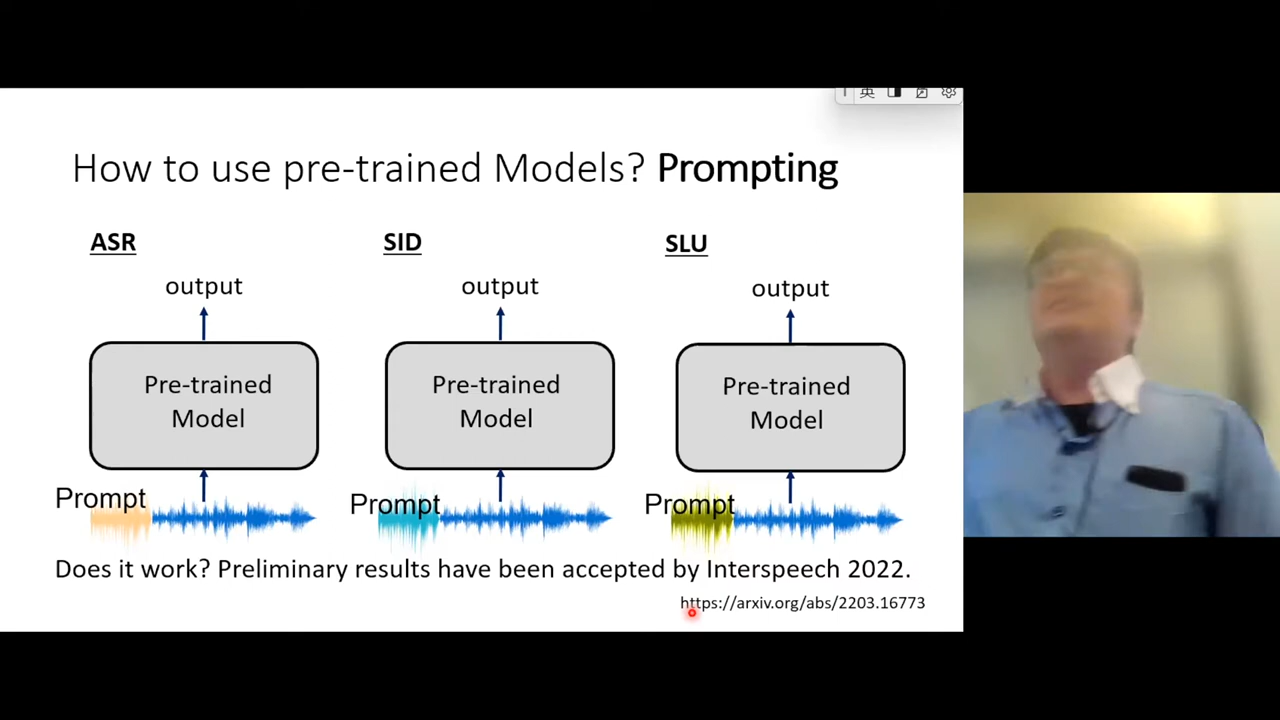 英
How to use pre-trained Models? Prompting
ASR
SID
SLU
output
output
output
Pre-trained
Model
Pre-trained
Model
Pre-trained
Model
Prompt
Prompt
Prompt
Does it work? Preliminary results have been accepted by Interspeech 2022.
https://arxiv.org/abs/2203.16773